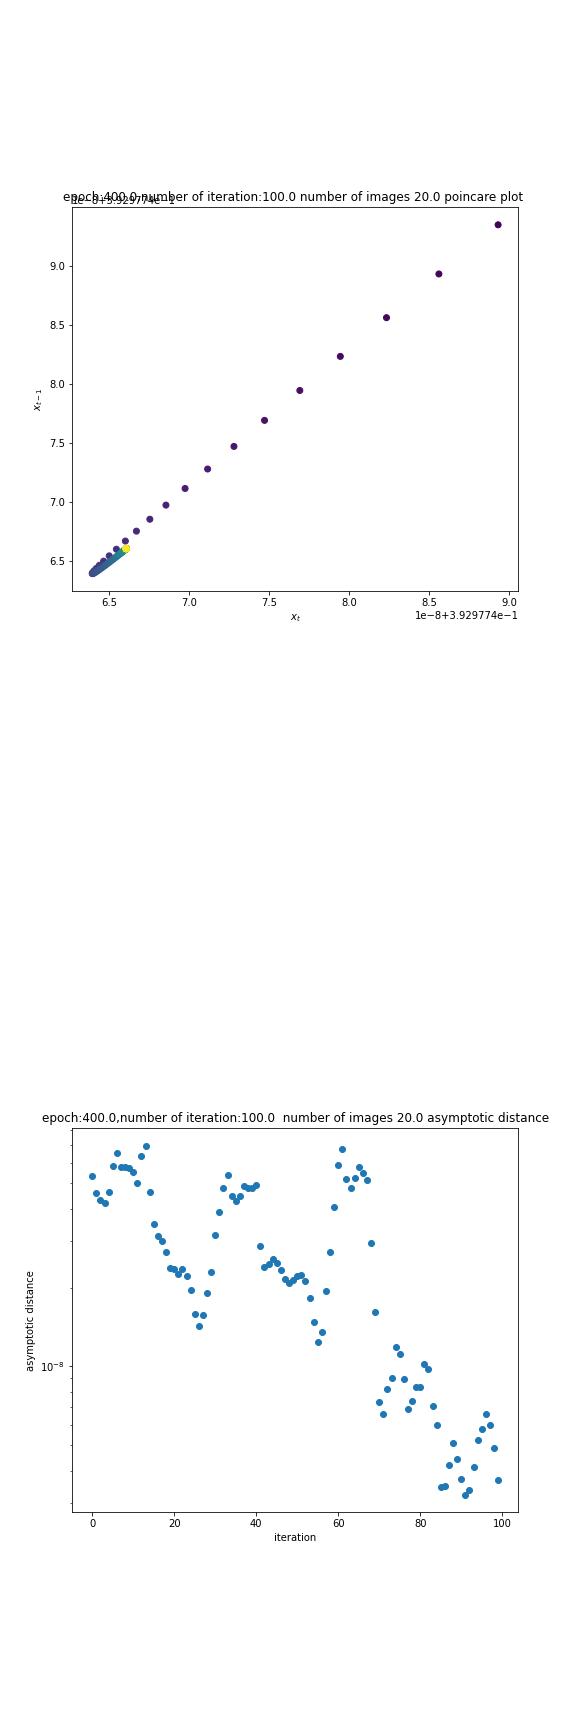 epoch:400.0,number of iteration:100.0 number of images 20.0 poincare plot
1e−8+3.929774e−1
9.0
8.5
8.0
7.5
7.0
6.5
x_{t−1}
6.5 7.0 7.5 8.0 8.5 9.0
x_t
1e−8+3.929774e−1
epoch:400.0,number of iteration:100.0  number of images 20.0 asymptotic distance
asymptotic distance
10^{−8}
0 20 40 60 80 100
iteration